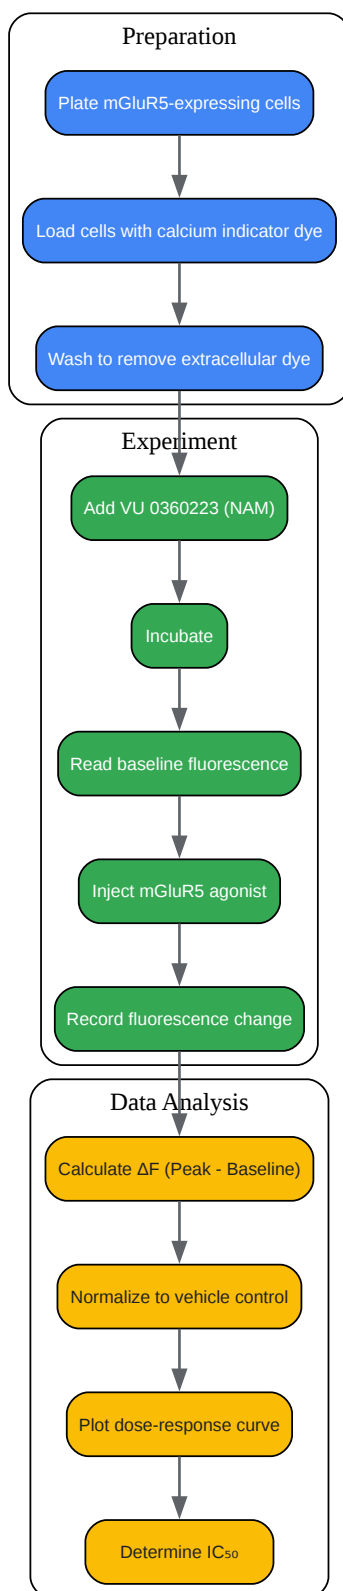 Preparation
Plate mGluR5-expressing cells
Load cells with calcium indicator dye
Wash to remove extracellular dye
Experiment
Add VU 0360223 (NAM)
Incubate
Read baseline fluorescence
Inject mGluR5 agonist
Record fluorescence change
Data Analysis
Calculate ΔF (Peak - Baseline)
Normalize to vehicle control
Plot dose-response curve
Determine IC₅₀